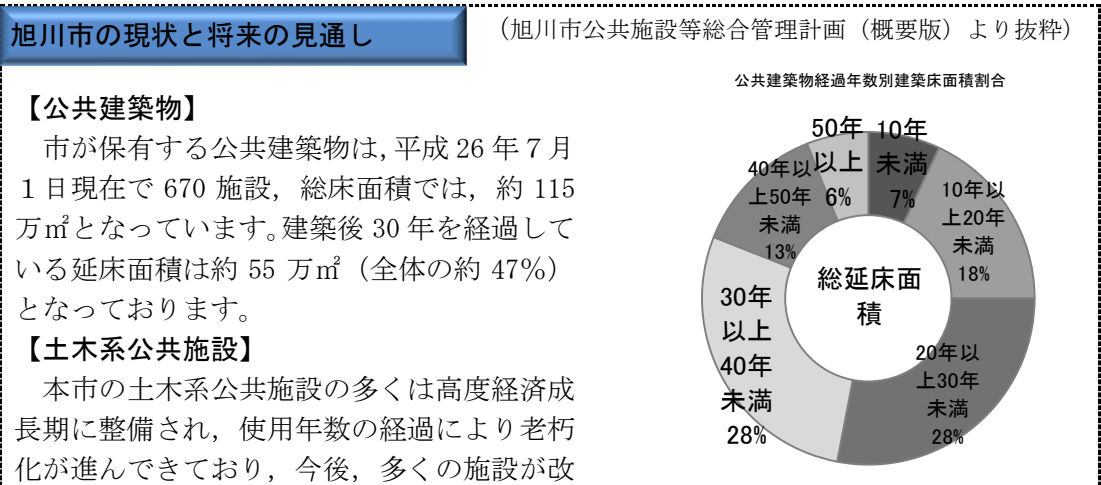 旭川市の現状と将来の見通し
（旭川市公共施設等総合管理計画（概要版）より抜粋）
【公共建築物】
　市が保有する公共建築物は，平成 26 年７月
１日現在で 670 施設，総床面積では，約 115
万㎡となっています。建築後 30 年を経過して
いる延床面積は約 55 万㎡（全体の約 47%）
となっております。
【土木系公共施設】
　本市の土木系公共施設の多くは高度経済成
長期に整備され，使用年数の経過により老朽
化が進んできており，今後，多くの施設が改
公共建築物経過年数別建築床面積割合
10年
未満
7%
10年以
上20年
未満
18%
20年以
上30年
未満
28%
30年
以上
40年
未満
28%
40年以
上50年
未満
13%
50年
以上
6%
総延床面
積